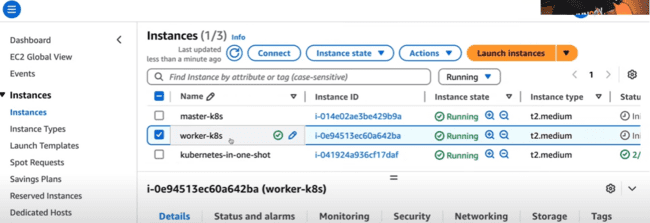 Dashboard
EC2 Global View
Events
Instances
Instances
Instance Types
Launch Templates
Spot Requests
Savings Plans
Reserved Instances
Dedicated Hosts
Instances (1/3) Info
Last updated
less than a minute ago
Connect
Instance state
Actions
Launch instances
Find Instance by attribute or tag (case-sensitive)
Running
1
Name Instance ID Instance state Instance type Statu
master-k8s i-014e02ae3be429b9a Running t2.medium Ini
worker-k8s i-0e94513ec60a642ba Running t2.medium Ini
kubernetes-in-one-shot i-041924a936cf17daf Running t2.medium 2/
i-0e94513ec60a642ba (worker-k8s)
Details Status and alarms Monitoring Security Networking Storage Tags